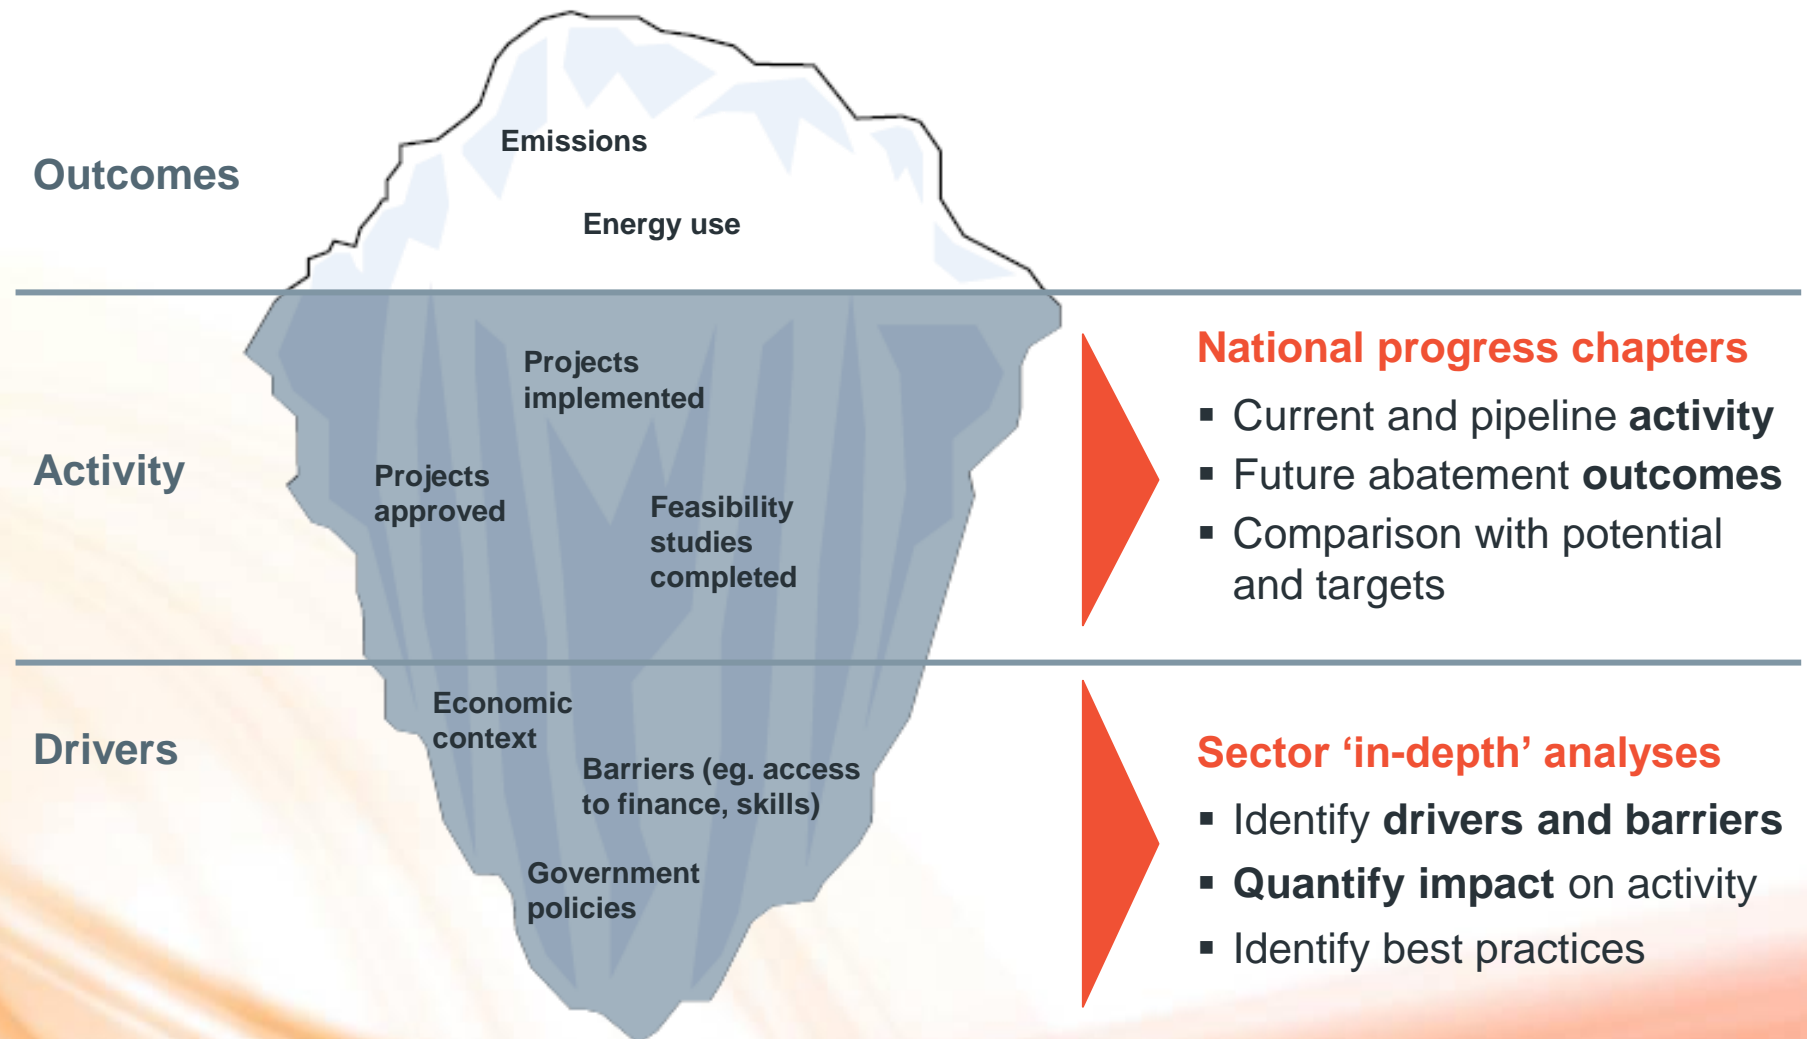 Outcomes
Emissions
Energy use
Activity
Projects
implemented
Projects
approved
Feasibility
studies
completed
National progress chapters
▪ Current and pipeline activity
▪ Future abatement outcomes
▪ Comparison with potential
and targets
Drivers
Economic
context
Barriers (eg. access
to finance, skills)
Government
policies
Sector ‘in-depth’ analyses
▪ Identify drivers and barriers
▪ Quantify impact on activity
▪ Identify best practices